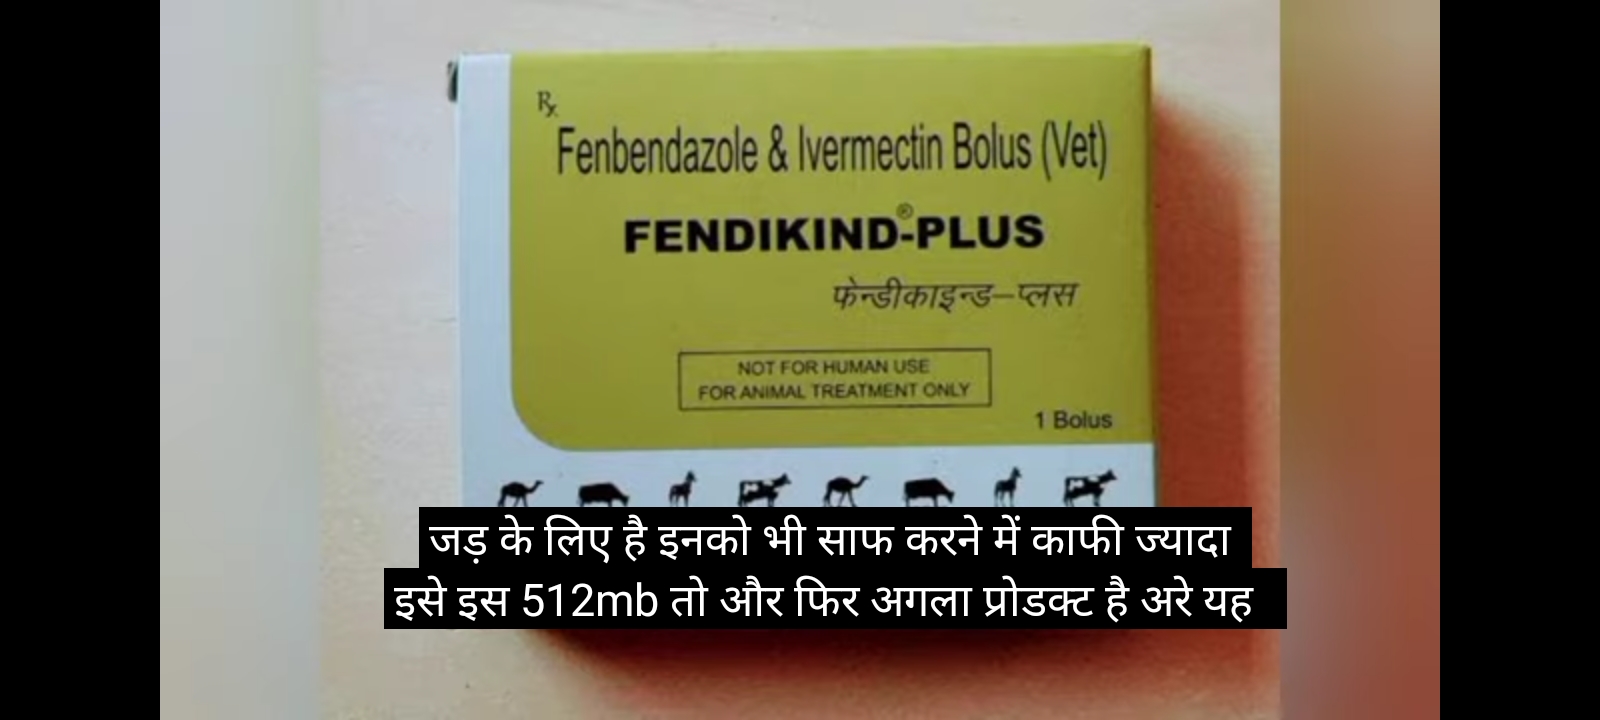 Rx
Fenbendazole & Ivermectin Bolus (Vet)
FENDIKIND®-PLUS
फेन्डीकाइन्ड–प्लस
NOT FOR HUMAN USE
FOR ANIMAL TREATMENT ONLY
1 Bolus
जड़ के लिए है इनको भी साफ करने में काफी ज्यादा
इसे इस 512mb तो और फिर अगला प्रोडक्ट है अरे यह